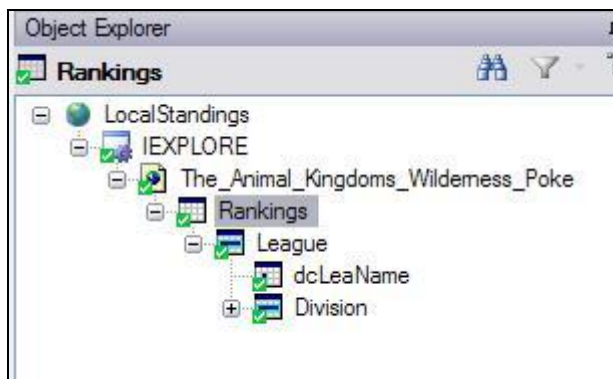 Object Explorer
Rankings
LocalStandings
IEXPLORE
The_Animal_Kingdoms_Wilderness_Poke
Rankings
League
dcLeaName
Division